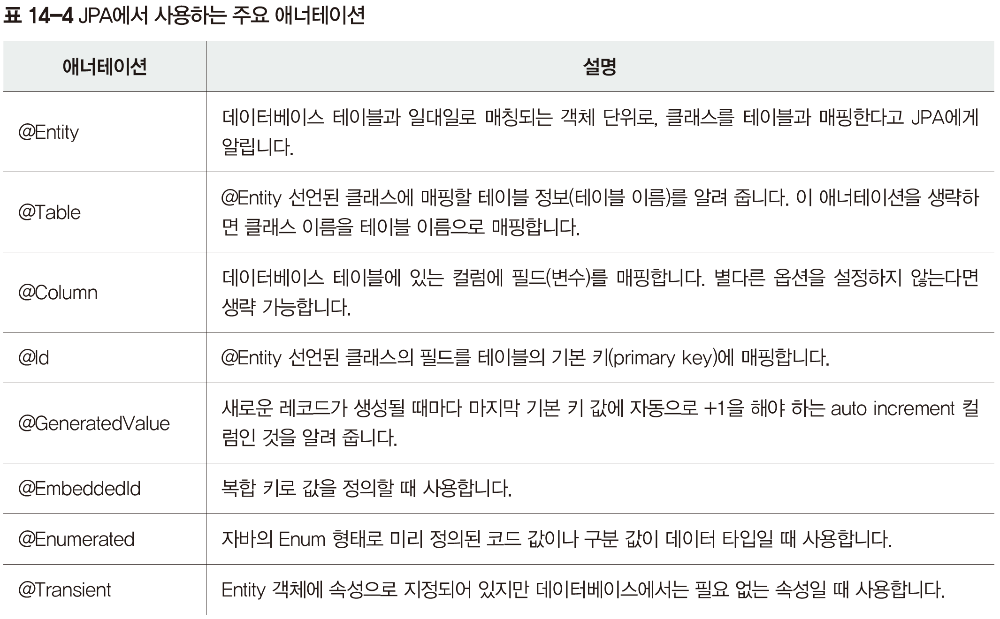 표 14-4 JPA에서 사용하는 주요 애너테이션
애너테이션 설명
@Entity
데이터베이스 테이블과 일대일로 매칭되는 객체 단위로, 클래스를 테이블과 매핑한다고 JPA에게
알립니다.
@Table
@Entity 선언된 클래스에 매핑할 테이블 정보(테이블 이름)를 알려 줍니다. 이 애너테이션을 생략하
면 클래스 이름을 테이블 이름으로 매핑합니다.
@Column
데이터베이스 테이블에 있는 컬럼에 필드(변수)를 매핑합니다. 별다른 옵션을 설정하지 않는다면
생략 가능합니다.
@Id
@Entity 선언된 클래스의 필드를 테이블의 기본 키(primary key)에 매핑합니다.
@GeneratedValue
새로운 레코드가 생성될 때마다 마지막 기본 키 값에 자동으로 +1을 해야 하는 auto increment 컬
럼인 것을 알려 줍니다.
@EmbeddedId
복합 키로 값을 정의할 때 사용합니다.
@Enumerated
자바의 Enum 형태로 미리 정의된 코드 값이나 구분 값이 데이터 타입일 때 사용합니다.
@Transient
Entity 객체에 속성으로 지정되어 있지만 데이터베이스에서는 필요 없는 속성일 때 사용합니다.